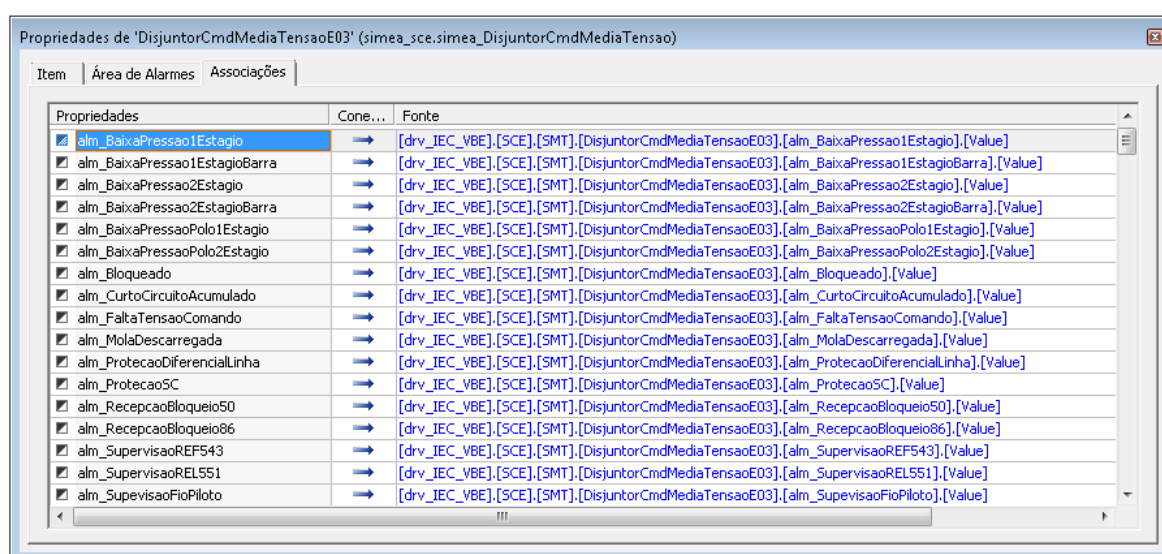 Propriedades de 'DisjuntorCmdMediaTensaoE03' (simea_sce.simea_DisjuntorCmdMediaTensao)
Item Área de Alarmes Associações
Propriedades Cone... Fonte
alm_BaixaPressao1Estagio [drv_IEC_VBE].[SCE].[SMT].[DisjuntorCmdMediaTensaoE03].[alm_BaixaPressao1Estagio].[Value]
alm_BaixaPressao1EstagioBarra [drv_IEC_VBE].[SCE].[SMT].[DisjuntorCmdMediaTensaoE03].[alm_BaixaPressao1EstagioBarra].[Value]
alm_BaixaPressao2Estagio [drv_IEC_VBE].[SCE].[SMT].[DisjuntorCmdMediaTensaoE03].[alm_BaixaPressao2Estagio].[Value]
alm_BaixaPressao2EstagioBarra [drv_IEC_VBE].[SCE].[SMT].[DisjuntorCmdMediaTensaoE03].[alm_BaixaPressao2EstagioBarra].[Value]
alm_BaixaPressaoPolo1Estagio [drv_IEC_VBE].[SCE].[SMT].[DisjuntorCmdMediaTensaoE03].[alm_BaixaPressaoPolo1Estagio].[Value]
alm_BaixaPressaoPolo2Estagio [drv_IEC_VBE].[SCE].[SMT].[DisjuntorCmdMediaTensaoE03].[alm_BaixaPressaoPolo2Estagio].[Value]
alm_Bloqueado [drv_IEC_VBE].[SCE].[SMT].[DisjuntorCmdMediaTensaoE03].[alm_Bloqueado].[Value]
alm_CurtoCircuitoAcumulado [drv_IEC_VBE].[SCE].[SMT].[DisjuntorCmdMediaTensaoE03].[alm_CurtoCircuitoAcumulado].[Value]
alm_FaltaTensaoComando [drv_IEC_VBE].[SCE].[SMT].[DisjuntorCmdMediaTensaoE03].[alm_FaltaTensaoComando].[Value]
alm_MolaDescarregada [drv_IEC_VBE].[SCE].[SMT].[DisjuntorCmdMediaTensaoE03].[alm_MolaDescarregada].[Value]
alm_ProtecaoDiferencialLinha [drv_IEC_VBE].[SCE].[SMT].[DisjuntorCmdMediaTensaoE03].[alm_ProtecaoDiferencialLinha].[Value]
alm_ProtecaoSC [drv_IEC_VBE].[SCE].[SMT].[DisjuntorCmdMediaTensaoE03].[alm_ProtecaoSC].[Value]
alm_RecepcaoBloqueio50 [drv_IEC_VBE].[SCE].[SMT].[DisjuntorCmdMediaTensaoE03].[alm_RecepcaoBloqueio50].[Value]
alm_RecepcaoBloqueio86 [drv_IEC_VBE].[SCE].[SMT].[DisjuntorCmdMediaTensaoE03].[alm_RecepcaoBloqueio86].[Value]
alm_SupervisaoREF543 [drv_IEC_VBE].[SCE].[SMT].[DisjuntorCmdMediaTensaoE03].[alm_SupervisaoREF543].[Value]
alm_SupervisaoREL551 [drv_IEC_VBE].[SCE].[SMT].[DisjuntorCmdMediaTensaoE03].[alm_SupervisaoREL551].[Value]
alm_SupevisaoFioPiloto [drv_IEC_VBE].[SCE].[SMT].[DisjuntorCmdMediaTensaoE03].[alm_SupevisaoFioPiloto].[Value]